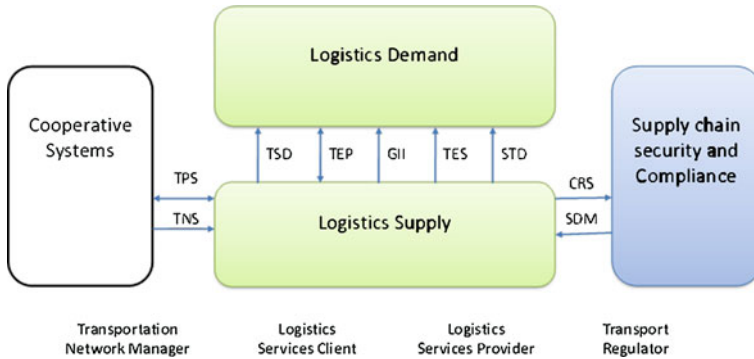 Logistics Demand
Cooperative
Systems
Supply chain
security and
Compliance
TSD
TEP
GII
TES
STD
TPS
CRS
TNS
Logistics Supply
SDM
Transportation
Network Manager
Logistics
Services Client
Logistics
Services Provider
Transport
Regulator